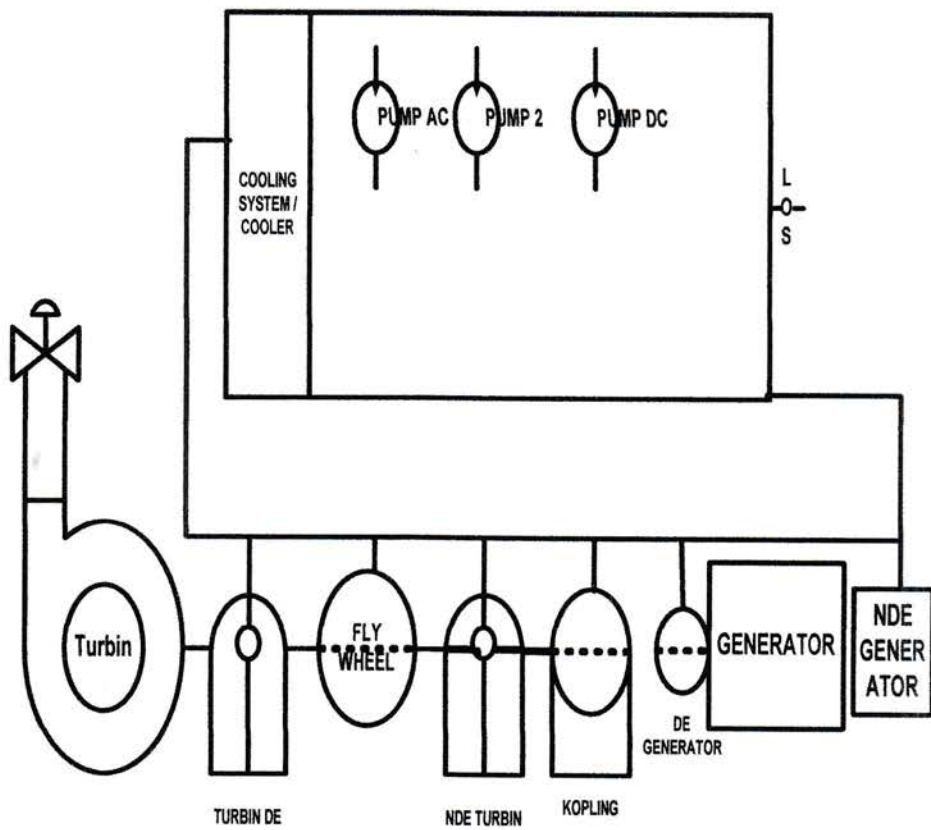 PUMP AC
PUMP 2
PUMP DC
COOLING
SYSTEM /
COOLER
L
S
Turbin
FLY
WHEEL
GENERATOR
NDE
GENER
ATOR
DE
GENERATOR
TURBIN DE
NDE TURBIN
KOPLING